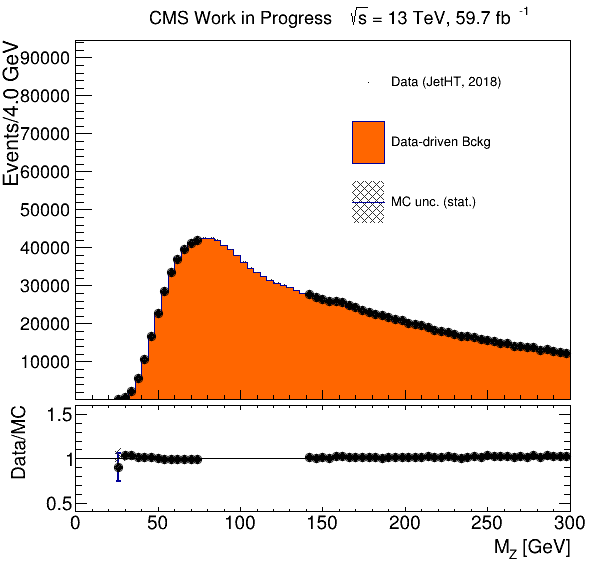 CMS Work in Progress √s = 13 TeV, 59.7 fb⁻¹
Events/4.0 GeV
90000
80000
70000
60000
50000
40000
30000
20000
10000
Data (JetHT, 2018)
Data-driven Bckg
MC unc. (stat.)
Data/MC
1.5
1
0.5
0 50 100 150 200 250 300
M_Z [GeV]